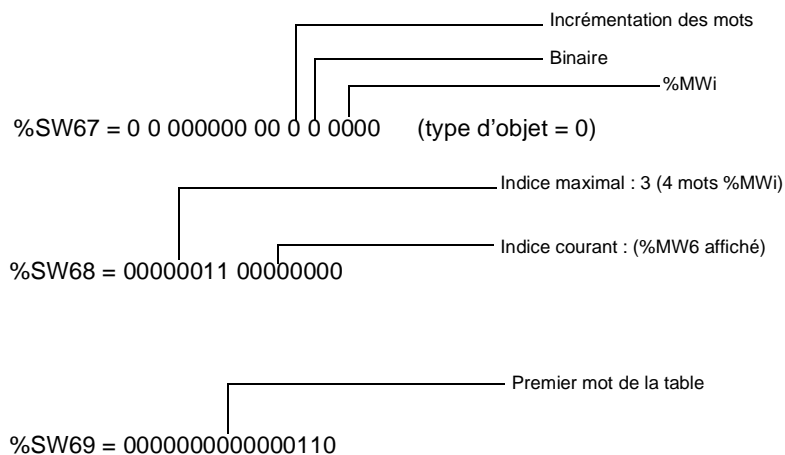 Incrémentation des mots
Binaire
%MWi
%SW67 = 0 0 000000 00 0 0 0000 (type d'objet = 0)
Indice maximal : 3 (4 mots %MWi)
Indice courant : (%MW6 affiché)
%SW68 = 00000011 00000000
Premier mot de la table
%SW69 = 0000000000000110